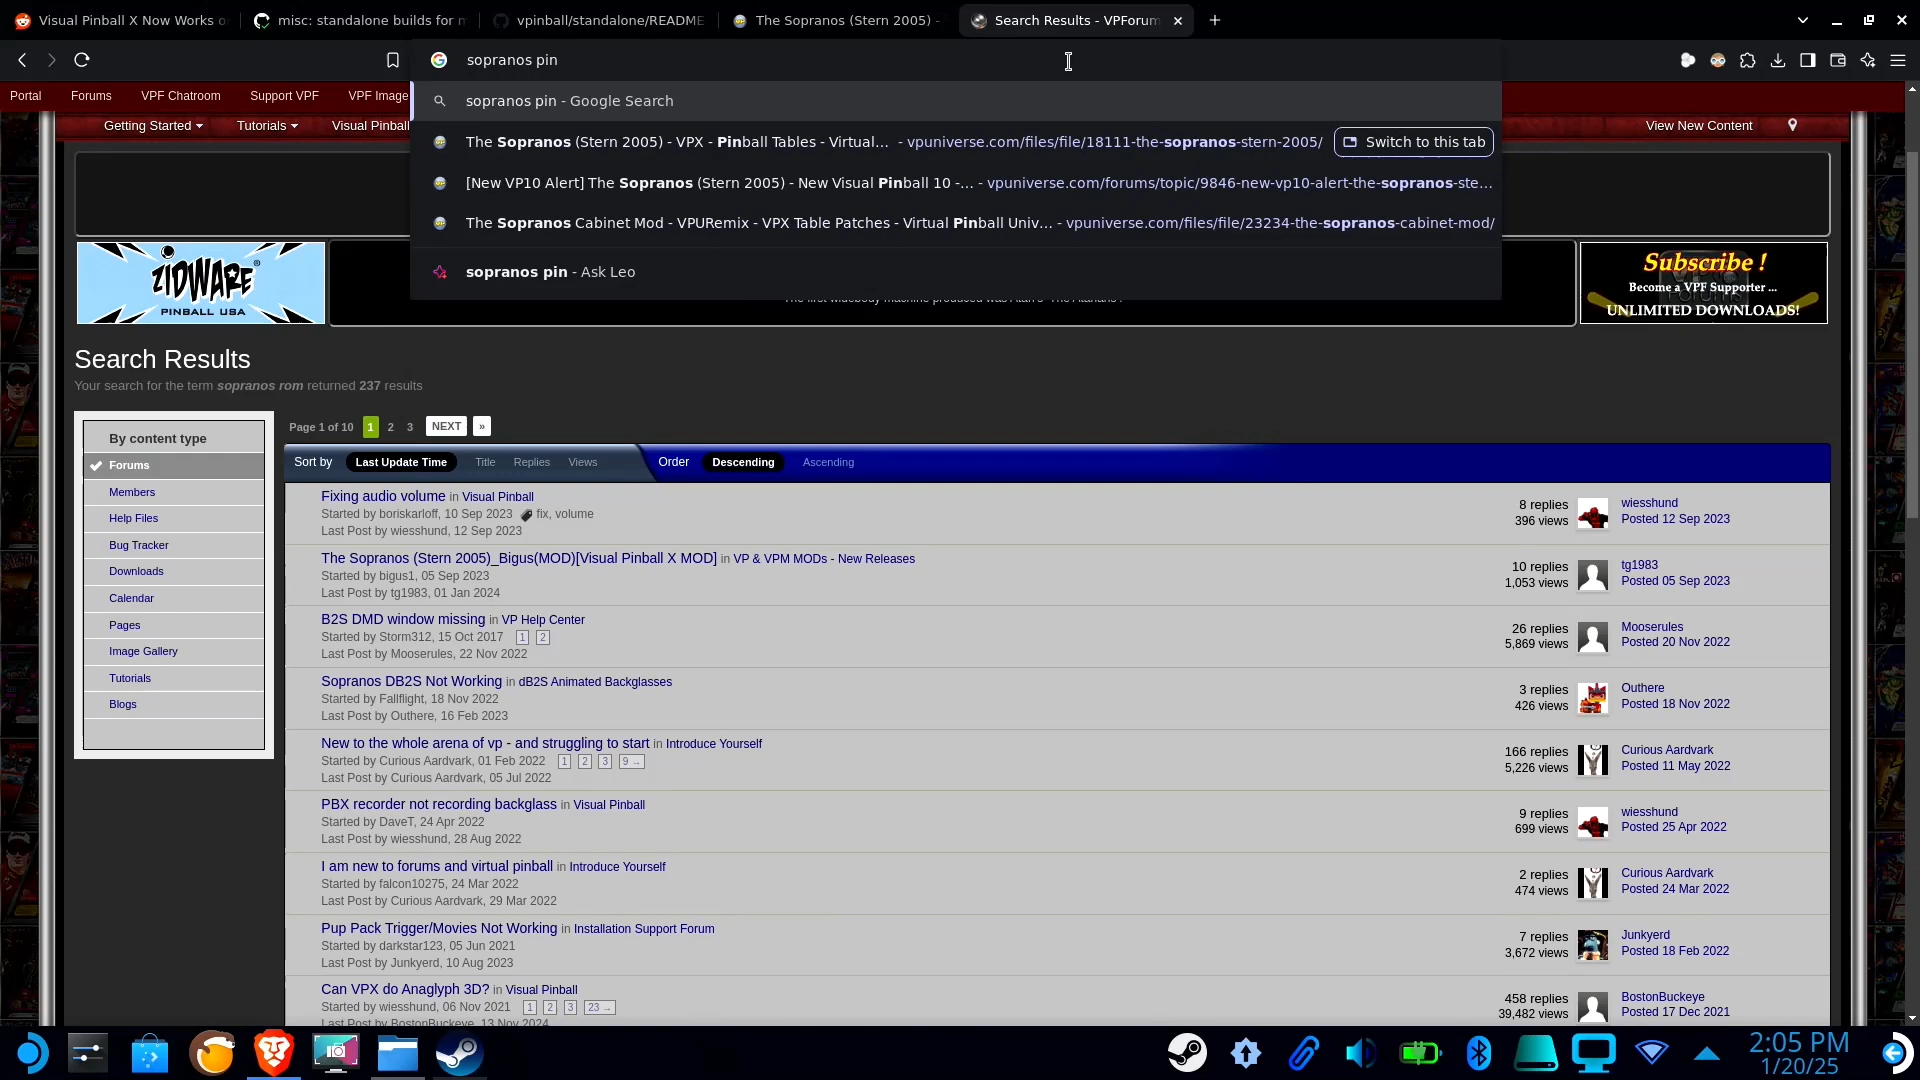 Visual Pinball X Now Works o
misc: standalone builds for m
vpinball/standalone/README
The Sopranos (Stern 2005) -
Search Results - VPForum
sopranos pin
sopranos pin - Google Search
The Sopranos (Stern 2005) - VPX - Pinball Tables - Virtual... - vpuniverse.com/files/file/18111-the-sopranos-stern-2005/
Switch to this tab
[New VP10 Alert] The Sopranos (Stern 2005) - New Visual Pinball 10 -... - vpuniverse.com/forums/topic/9846-new-vp10-alert-the-sopranos-ste...
The Sopranos Cabinet Mod - VPURemix - VPX Table Patches - Virtual Pinball Univ... - vpuniverse.com/files/file/23234-the-sopranos-cabinet-mod/
sopranos pin - Ask Leo
Portal Forums VPF Chatroom Support VPF VPF Image
Getting Started Tutorials Visual Pinball
View New Content
ZIDWARE
PINBALL USA
Subscribe !
Become a VPF Supporter ...
UNLIMITED DOWNLOADS!
Search Results
Your search for the term sopranos rom returned 237 results
By content type
Forums
Members
Help Files
Bug Tracker
Downloads
Calendar
Pages
Image Gallery
Tutorials
Blogs
Page 1 of 10 1 2 3 NEXT »
Sort by Last Update Time Title Replies Views Order Descending Ascending
Fixing audio volume in Visual Pinball
Started by boriskarloff, 10 Sep 2023 fix, volume
Last Post by wiesshund, 12 Sep 2023
8 replies
396 views
wiesshund
Posted 12 Sep 2023
The Sopranos (Stern 2005)_Bigus(MOD)[Visual Pinball X MOD] in VP & VPM MODs - New Releases
Started by bigus1, 05 Sep 2023
Last Post by tg1983, 01 Jan 2024
10 replies
1,053 views
tg1983
Posted 05 Sep 2023
B2S DMD window missing in VP Help Center
Started by Storm312, 15 Oct 2017 1 2
Last Post by Mooserules, 22 Nov 2022
26 replies
5,869 views
Mooserules
Posted 20 Nov 2022
Sopranos DB2S Not Working in dB2S Animated Backglasses
Started by Fallflight, 18 Nov 2022
Last Post by Outhere, 16 Feb 2023
3 replies
426 views
Outhere
Posted 18 Nov 2022
New to the whole arena of vp - and struggling to start in Introduce Yourself
Started by Curious Aardvark, 01 Feb 2022 1 2 3 9 →
Last Post by Curious Aardvark, 05 Jul 2022
166 replies
5,226 views
Curious Aardvark
Posted 11 May 2022
PBX recorder not recording backglass in Visual Pinball
Started by DaveT, 24 Apr 2022
Last Post by wiesshund, 28 Aug 2022
9 replies
699 views
wiesshund
Posted 25 Apr 2022
I am new to forums and virtual pinball in Introduce Yourself
Started by falcon10275, 24 Mar 2022
Last Post by Curious Aardvark, 29 Mar 2022
2 replies
474 views
Curious Aardvark
Posted 24 Mar 2022
Pup Pack Trigger/Movies Not Working in Installation Support Forum
Started by darkstar123, 05 Jun 2021
Last Post by Junkyerd, 10 Aug 2023
7 replies
3,672 views
Junkyerd
Posted 18 Feb 2022
Can VPX do Anaglyph 3D? in Visual Pinball
Started by wiesshund, 06 Nov 2021 1 2 3 23 →
Last Post by BostonBuckeye, 13 Nov 2024
458 replies
39,482 views
BostonBuckeye
Posted 17 Dec 2021
2:05 PM
1/20/25